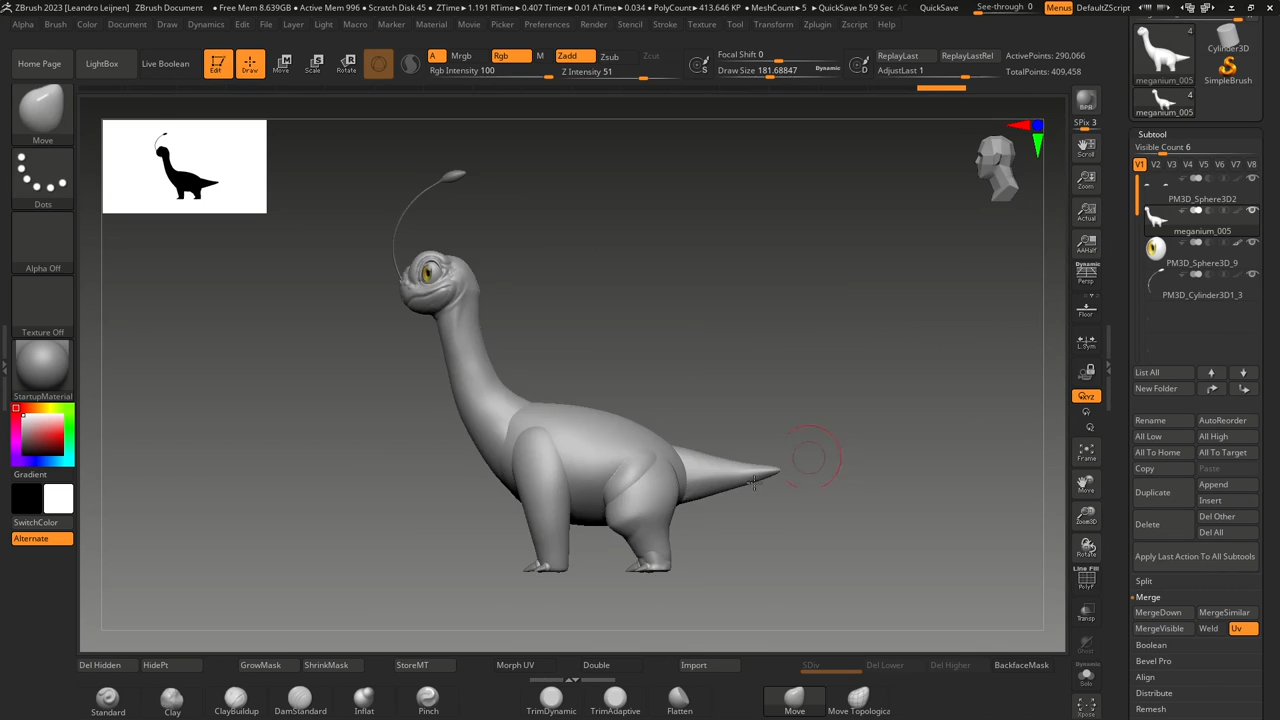 ZBrush 2023 [Leandro Leijnen] ZBrush Document • Free Mem 8.639GB • Active Mem 996 • Scratch Disk 45 • ZTime▸1.191 RTime▸0.407 Timer▸0.01 ATime▸0.034 • PolyCount▸413.646 KP • MeshCount▸5 • QuickSave In 59 Sec AC QuickSave See-through 0 Menus DefaultZScript
Alpha Brush Color Document Draw Dynamics Edit File Layer Light Macro Marker Material Movie Picker Preferences Render Stencil Stroke Texture Tool Transform Zplugin Zscript Help
Home Page LightBox Live Boolean Edit Draw Move Scale Rotate A Mrgb Rgb M Zadd Zsub Zcut
Rgb Intensity 100 Z Intensity 51
S Focal Shift 0
Draw Size 181.68847 Dynamic
D ReplayLast ReplayLastRel
AdjustLast 1
ActivePoints: 290,066
TotalPoints: 409,458
Move
Dots
Alpha Off
Texture Off
StartupMaterial
Gradient
SwitchColor
Alternate
BPR
SPix 3
Scroll
Zoom
Actual
AAHalf
Dynamic
Persp
Floor
L.Sym
XYZ
Frame
Move
Zoom3D
Rotate
Line Fill
PolyF
Transp
Ghost
Dynamic
Solo
Xpose
4
meganium_005
Cylinder3D
SimpleBrush
4
meganium_005
Subtool
Visible Count 6
V1 V2 V3 V4 V5 V6 V7 V8
PM3D_Sphere3D2
meganium_005
PM3D_Sphere3D_9
PM3D_Cylinder3D1_3
List All
New Folder
Rename AutoReorder
All Low All High
All To Home All To Target
Copy Paste
Duplicate Append
Insert
Delete Del Other
Del All
Apply Last Action To All Subtools
Split
Merge
MergeDown MergeSimilar
MergeVisible Weld Uv
Boolean
Bevel Pro
Align
Distribute
Remesh
Del Hidden HidePt GrowMask ShrinkMask StoreMT Morph UV Double Import SDiv Del Lower Del Higher BackfaceMask
Standard Clay ClayBuildup DamStandard Inflat Pinch TrimDynamic TrimAdaptive Flatten Move Move Topologica